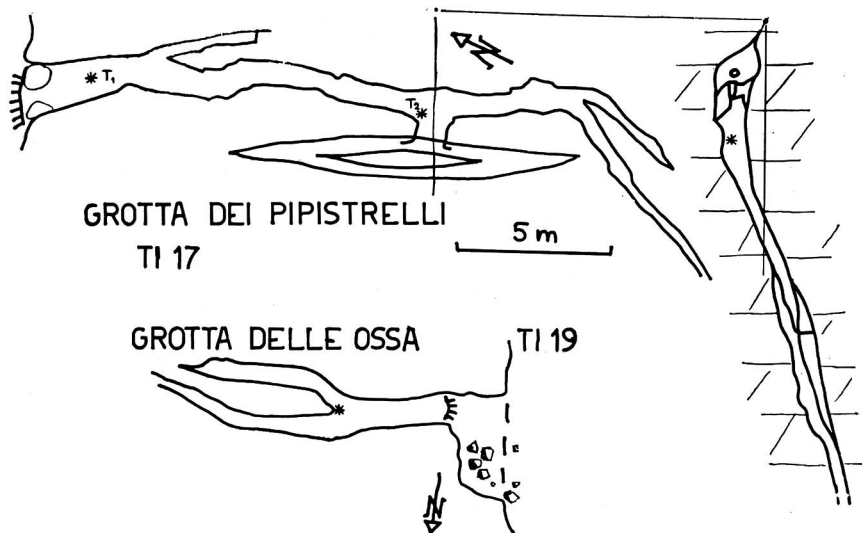 N
T1
T2
GROTTA DEI PIPISTRELLI
TI 17
5 m
GROTTA DELLE OSSA
TI 19
N